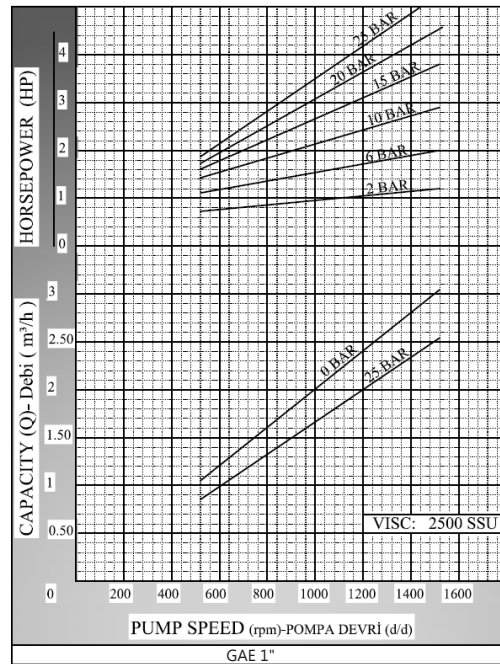 HORSEPOWER (HP)
4
3
2
1
0
25 BAR
20 BAR
15 BAR
10 BAR
6 BAR
2 BAR
CAPACITY (Q)- Debi ( m³/h )
3
2.50
2
1.50
1
0.50
0 BAR
25 BAR
VISC: 2500 SSU
0 200 400 600 800 1000 1200 1400 1600
PUMP SPEED (rpm)-POMPA DEVRİ (d/d)
GAE 1"